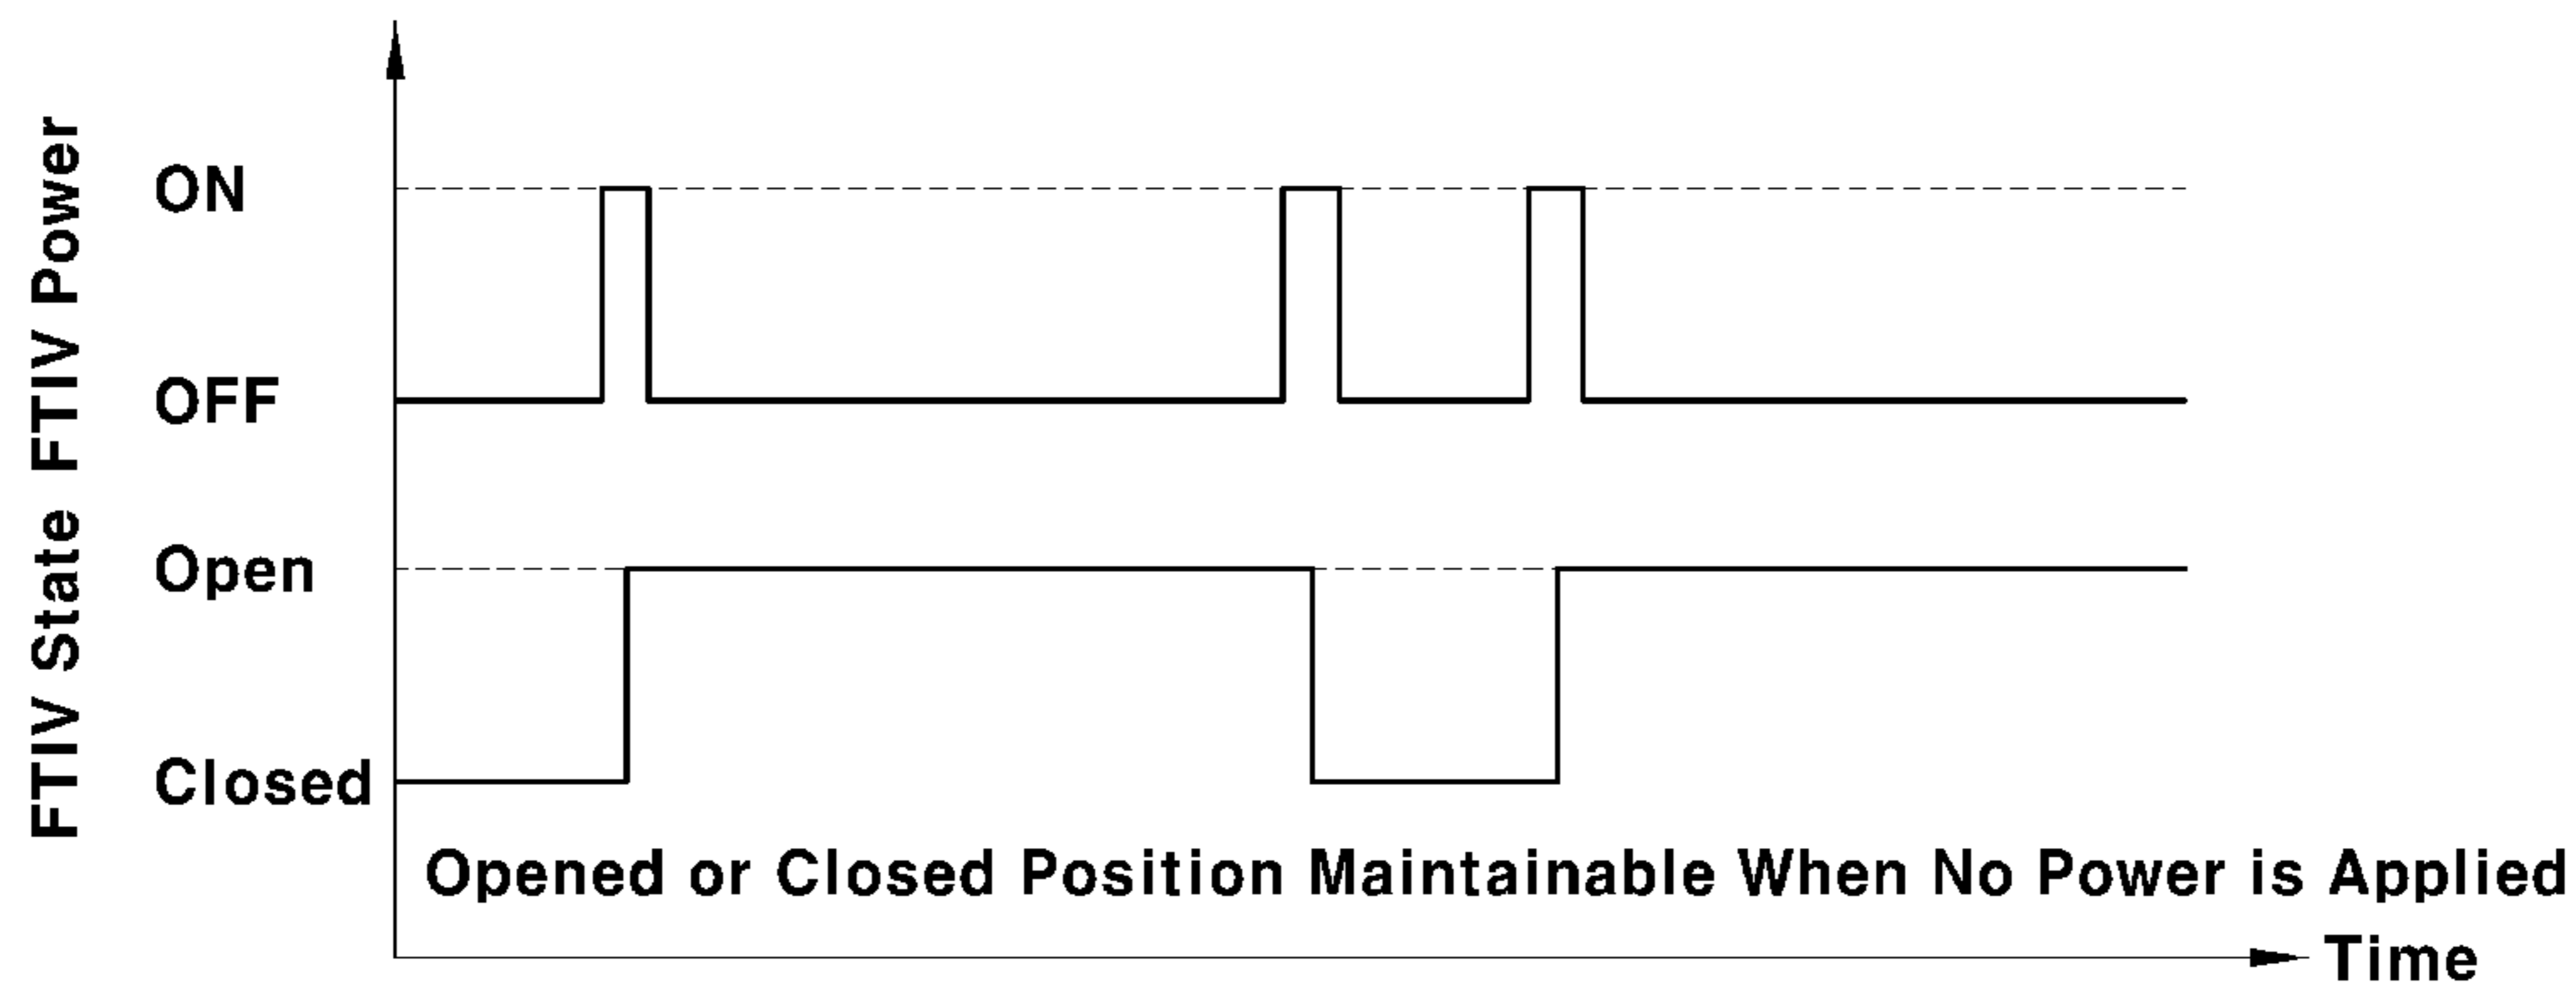 FTIV Power
ON
OFF
FTIV State
Open
Closed
Opened or Closed Position Maintainable When No Power is Applied
Time